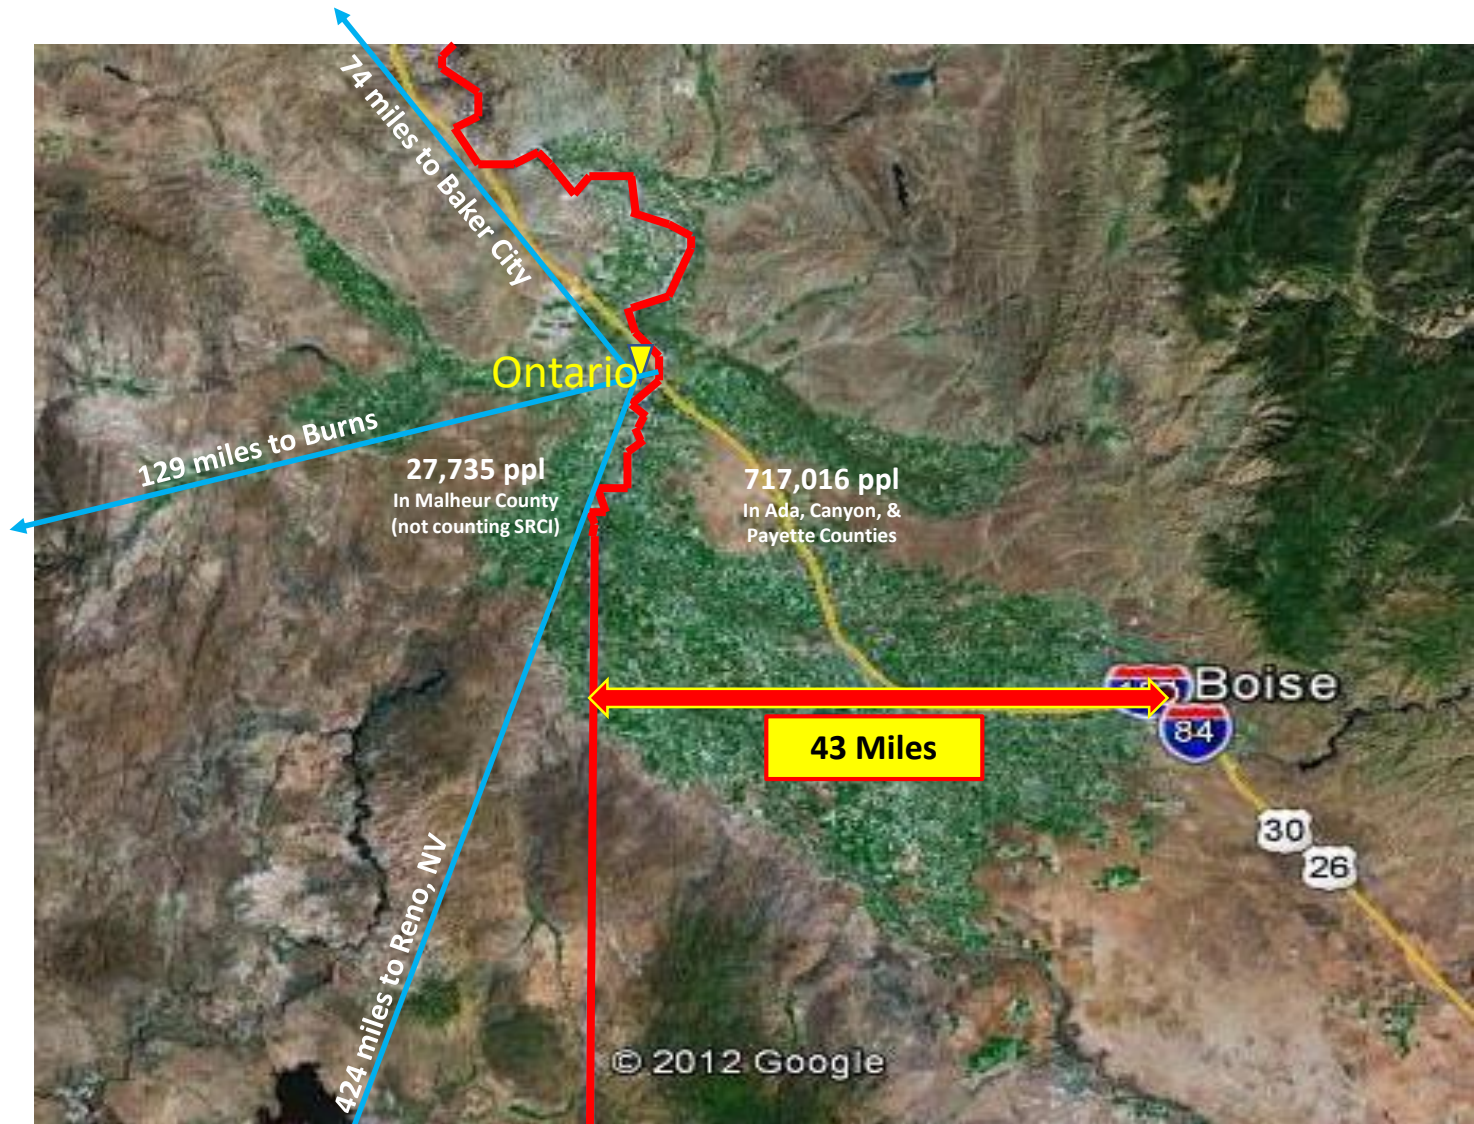 74 miles to Baker City
Ontario
129 miles to Burns
27,735 ppl
In Malheur County
(not counting SRCI)
717,016 ppl
In Ada, Canyon, &
Payette Counties
Boise
84
43 Miles
30
26
424 miles to Reno, NV
© 2012 Google